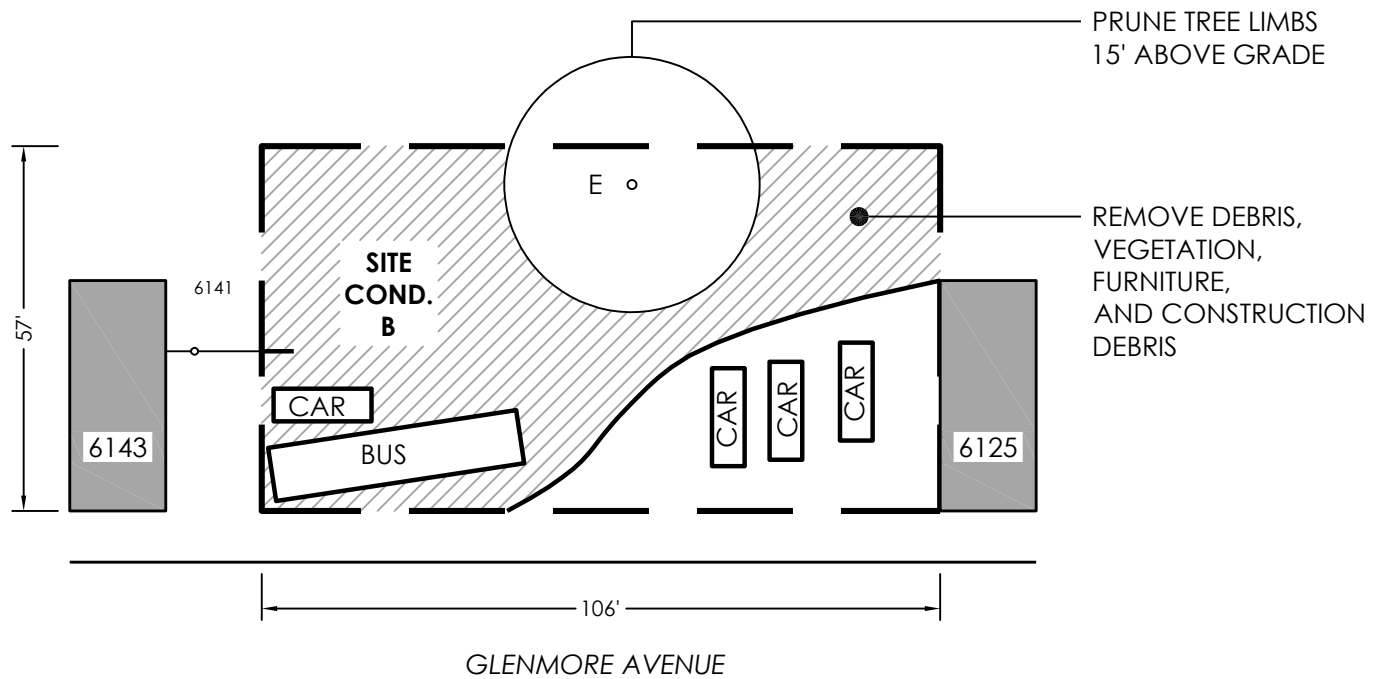 PRUNE TREE LIMBS
15' ABOVE GRADE
E
REMOVE DEBRIS,
VEGETATION,
FURNITURE,
AND CONSTRUCTION
DEBRIS
57'
SITE
COND.
B
6141
CAR
BUS
CAR
CAR
CAR
6143
6125
106'
GLENMORE AVENUE